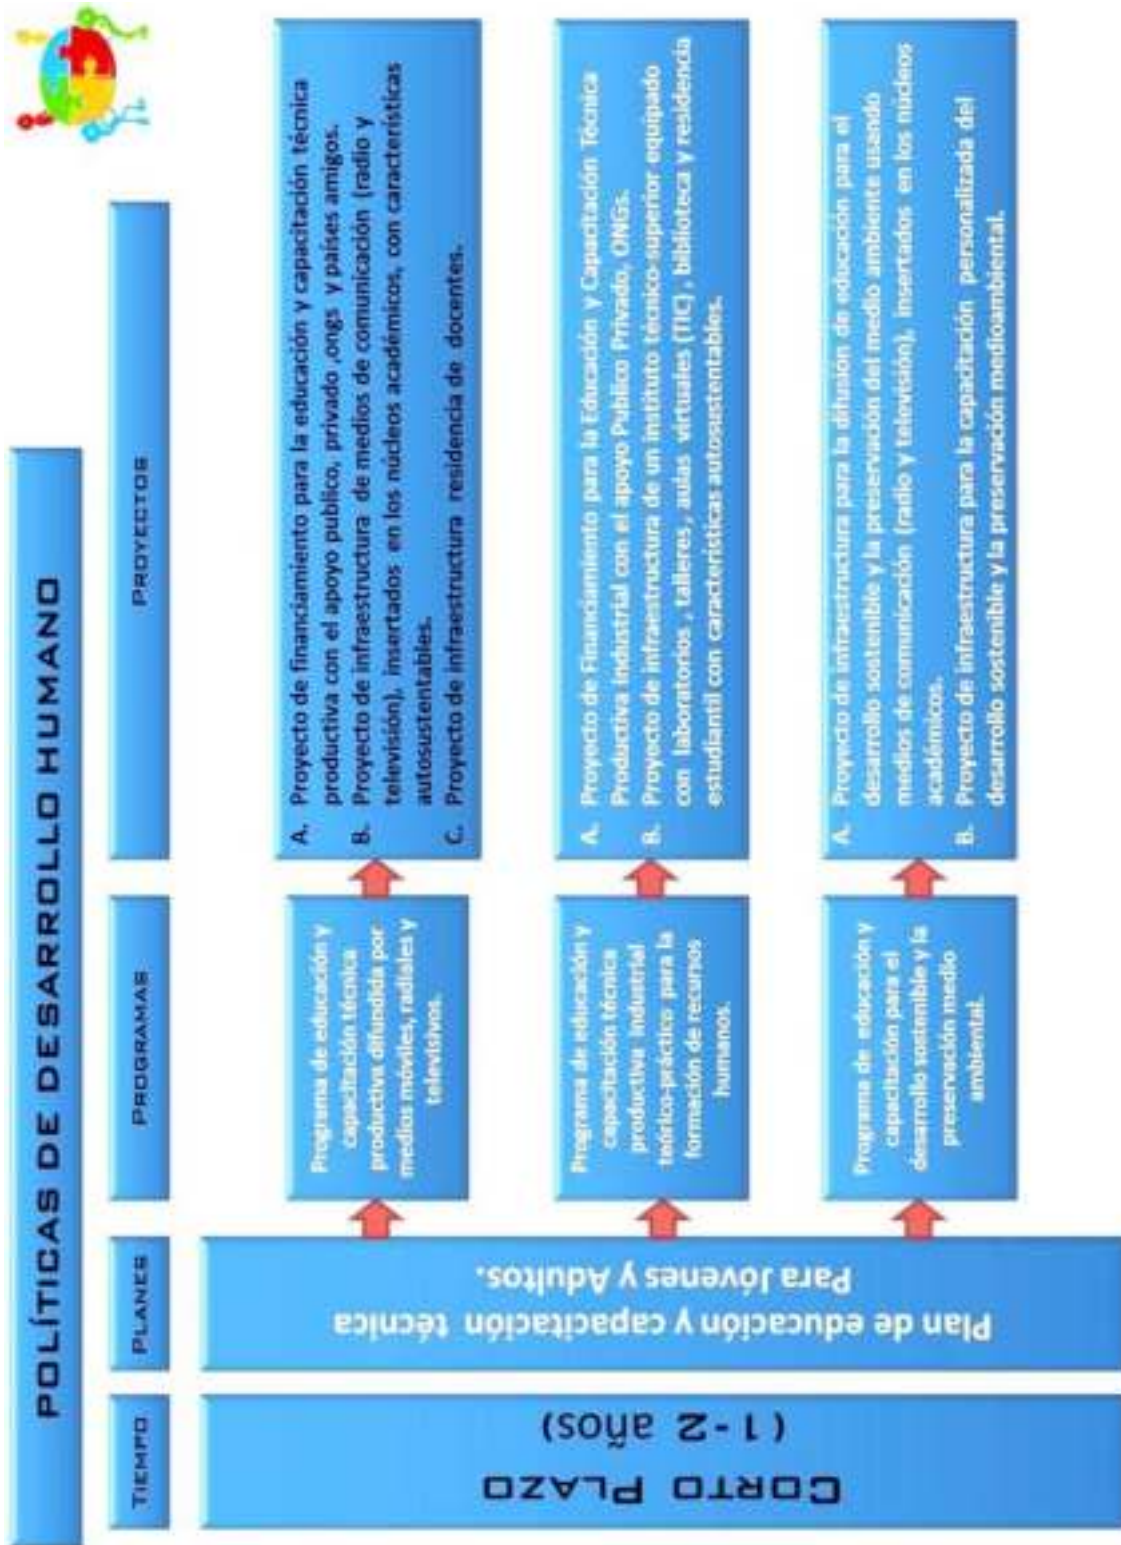 POLÍTICAS DE DESARROLLO HUMANO
TIEMPO
PLANES
PROGRAMAS
PROYECTOS
CORTO PLAZO
(1-2 años)
Plan de educación y capacitación técnica
Para Jóvenes y Adultos.
Programa de educación y
capacitación técnica
productiva difundida por
medios móviles, radiales y
televisivos.
A. Proyecto de financiamiento para la educación y capacitación técnica
productiva con el apoyo publico, privado ,ongs y países amigos.
B. Proyecto de infraestructura de medios de comunicación (radio y
televisión), insertados en los núcleos académicos, con características
autosustentables.
C. Proyecto de infraestructura residencia de docentes.
Programa de educación y
capacitación técnica
productiva industrial
teórico-práctico para la
formación de recursos
humanos.
A. Proyecto de Financiamiento para la Educación y Capacitación Técnica
Productiva Industrial con el apoyo Publico Privado, ONGs.
B. Proyecto de infraestructura de un instituto técnico-superior equipado
con laboratorios , talleres , aulas virtuales (TIC) , biblioteca y residencia
estudiantil con características autosustentables.
Programa de educación y
capacitación para el
desarrollo sostenible y la
preservación medio
ambiental.
A. Proyecto de infraestructura para la difusión de educación para el
desarrollo sostenible y la preservación del medio ambiente usando
medios de comunicación (radio y televisión), insertados en los núcleos
académicos.
B. Proyecto de infraestructura para la capacitación personalizada del
desarrollo sostenible y la preservación medioambiental.